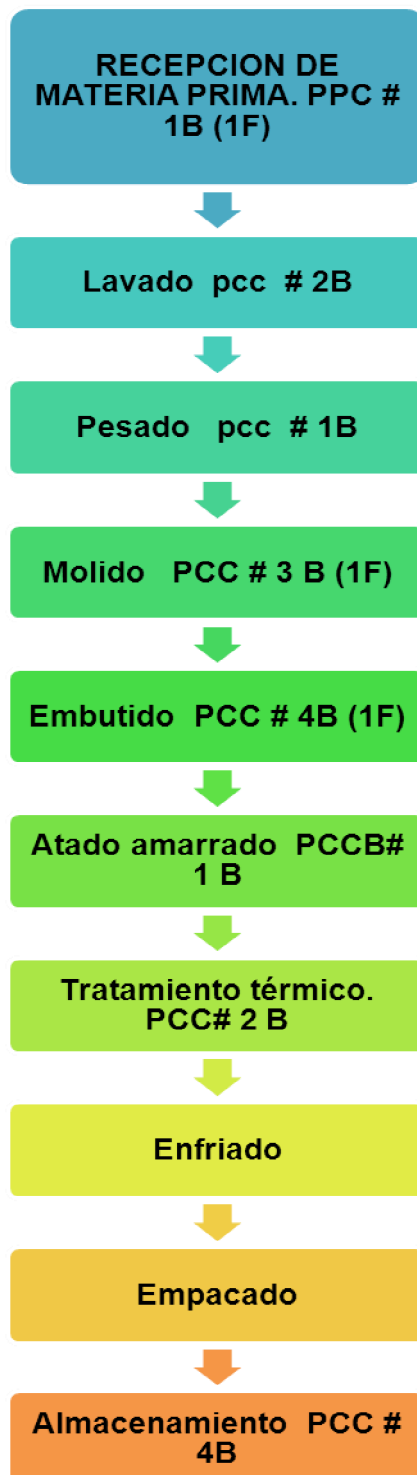 RECEPCION DE
MATERIA PRIMA. PPC #
1B (1F)
Lavado pcc # 2B
Pesado pcc # 1B
Molido PCC # 3 B (1F)
Embutido PCC # 4B (1F)
Atado amarrado PCCB#
1 B
Tratamiento térmico.
PCC# 2 B
Enfriado
Empacado
Almacenamiento PCC #
4B